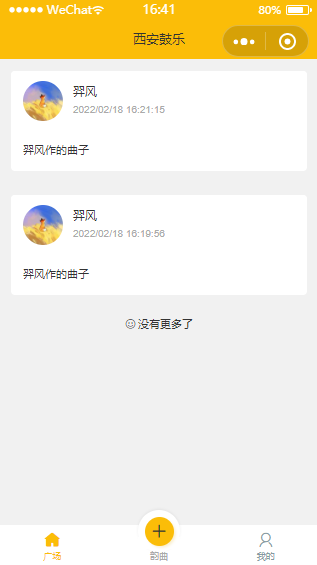 WeChat 16:41 80%
西安鼓乐
羿风
2022/02/18 16:21:15
羿风作的曲子
羿风
2022/02/18 16:19:56
羿风作的曲子
没有更多了
广场 韶曲 我的